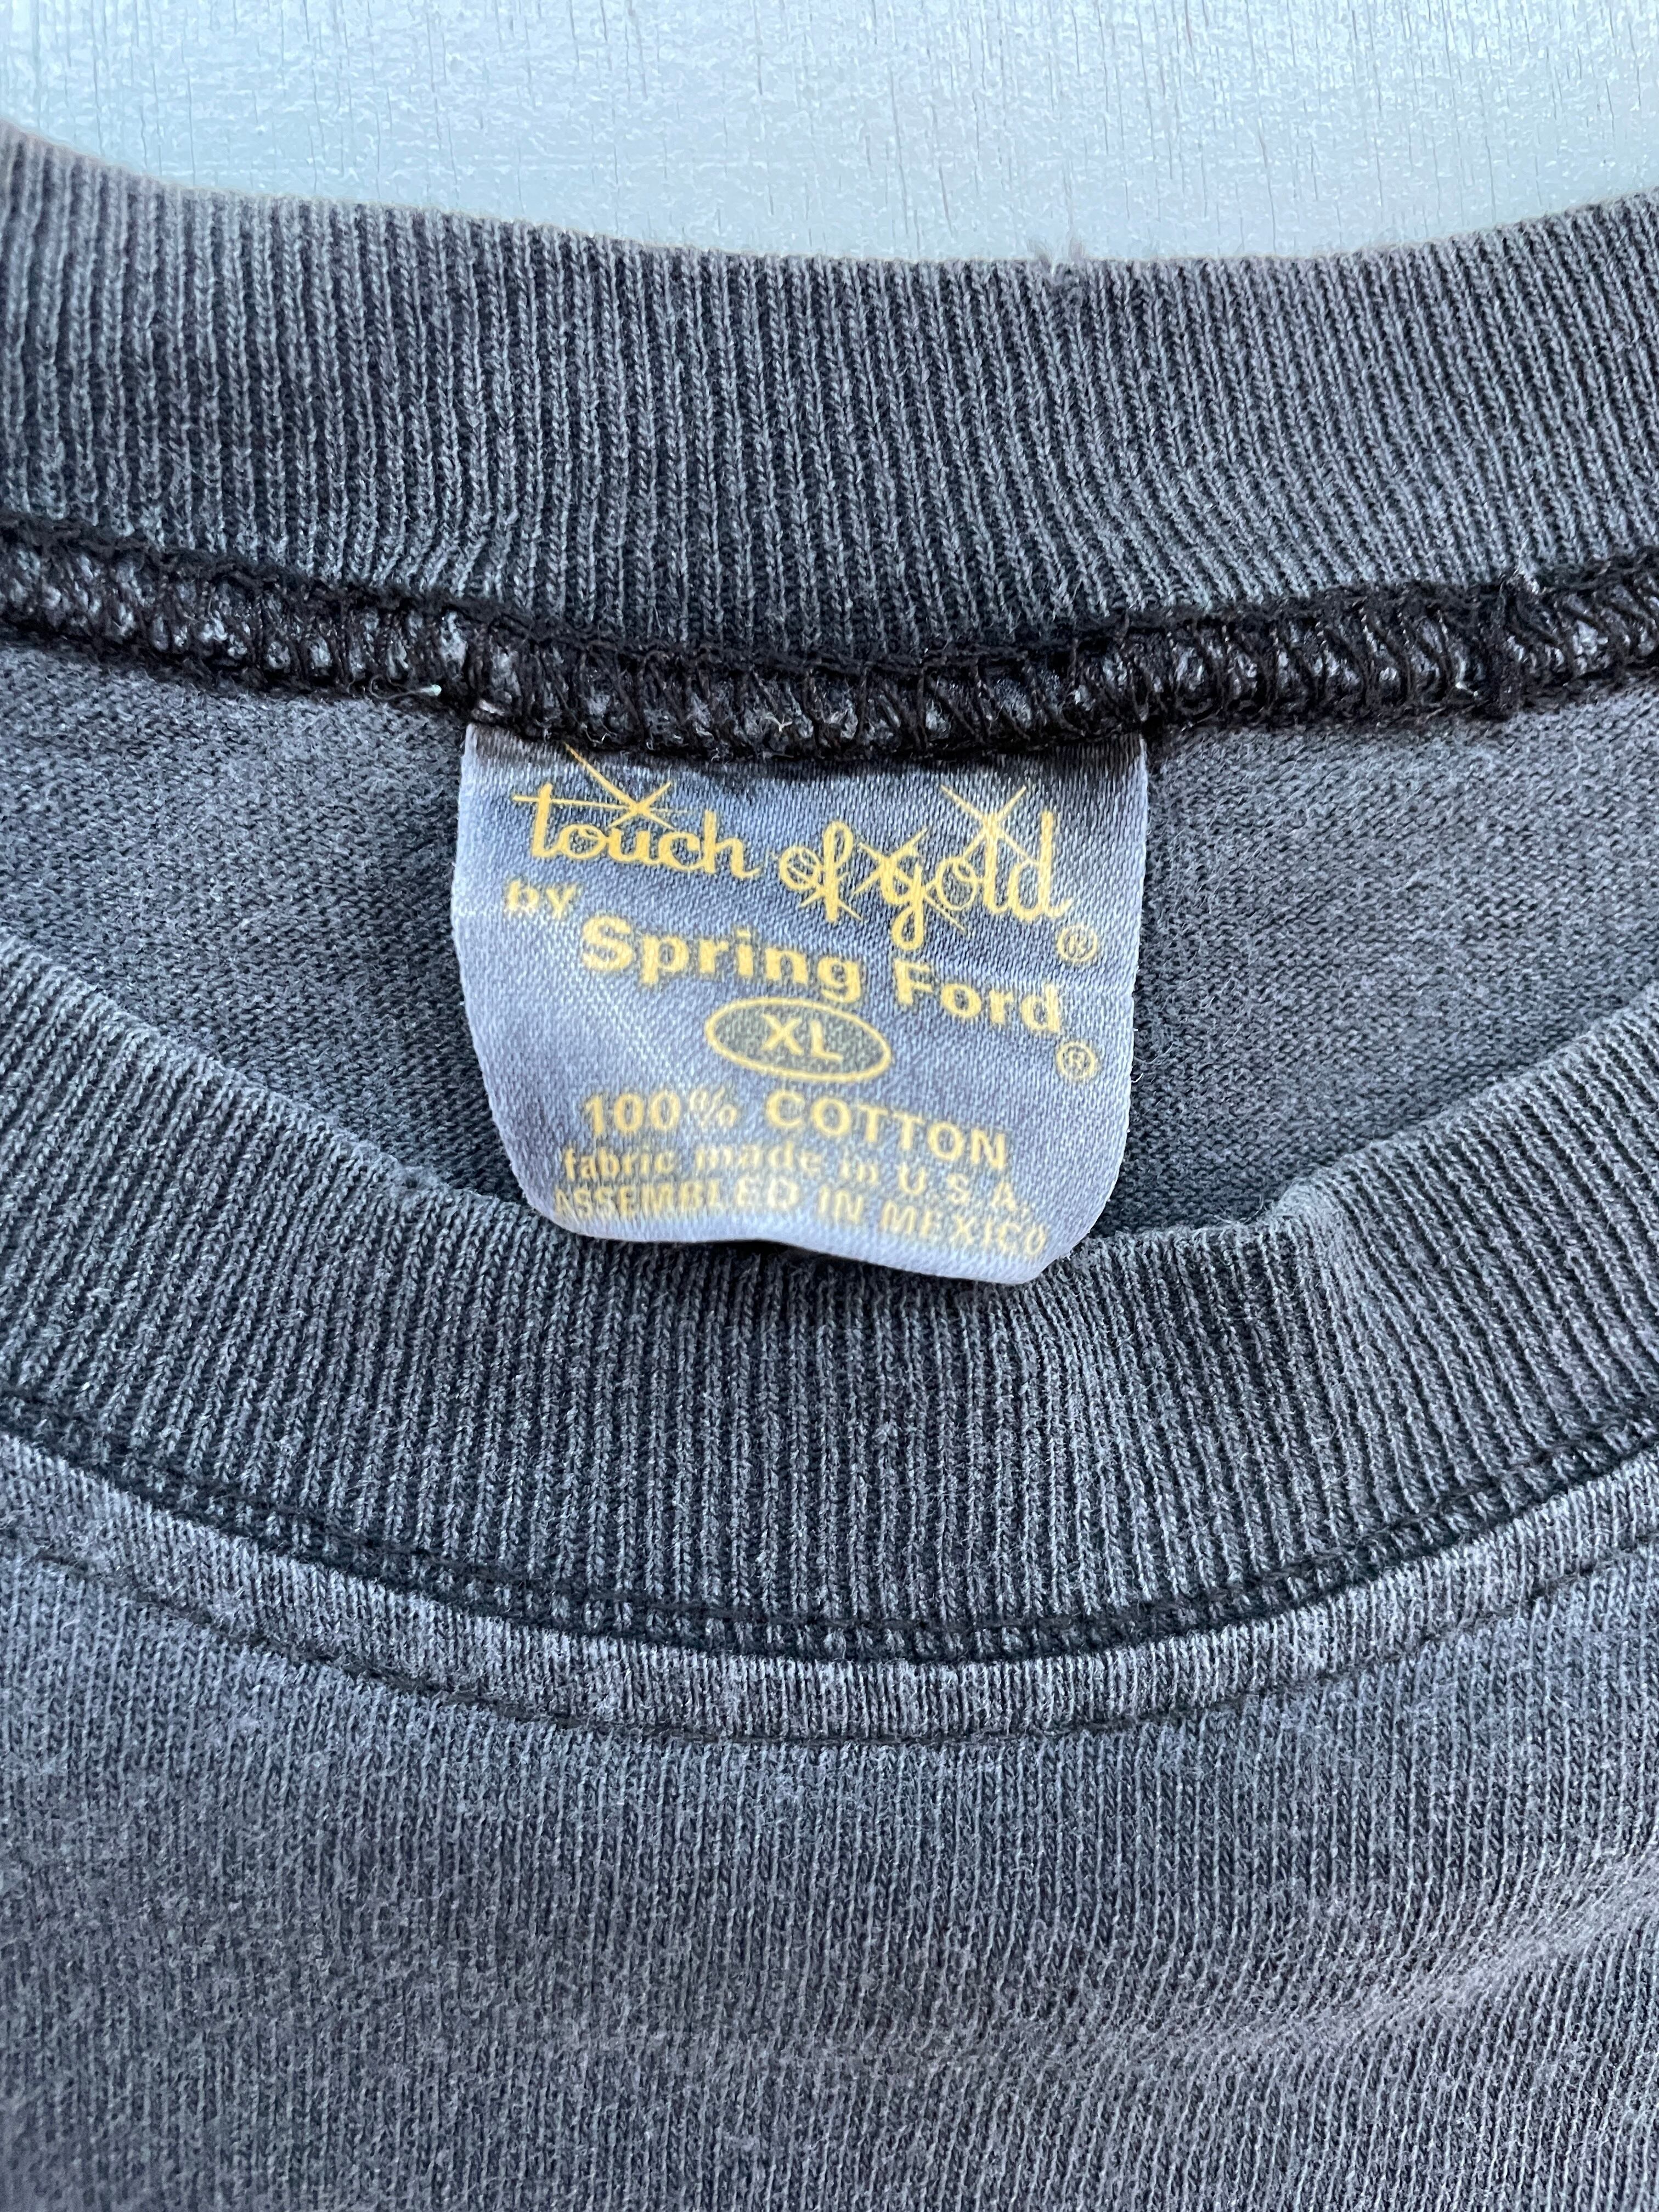 touch of gold®
by Spring Ford®
XL
100% COTTON
fabric made in U.S.A.
ASSEMBLED IN MEXICO